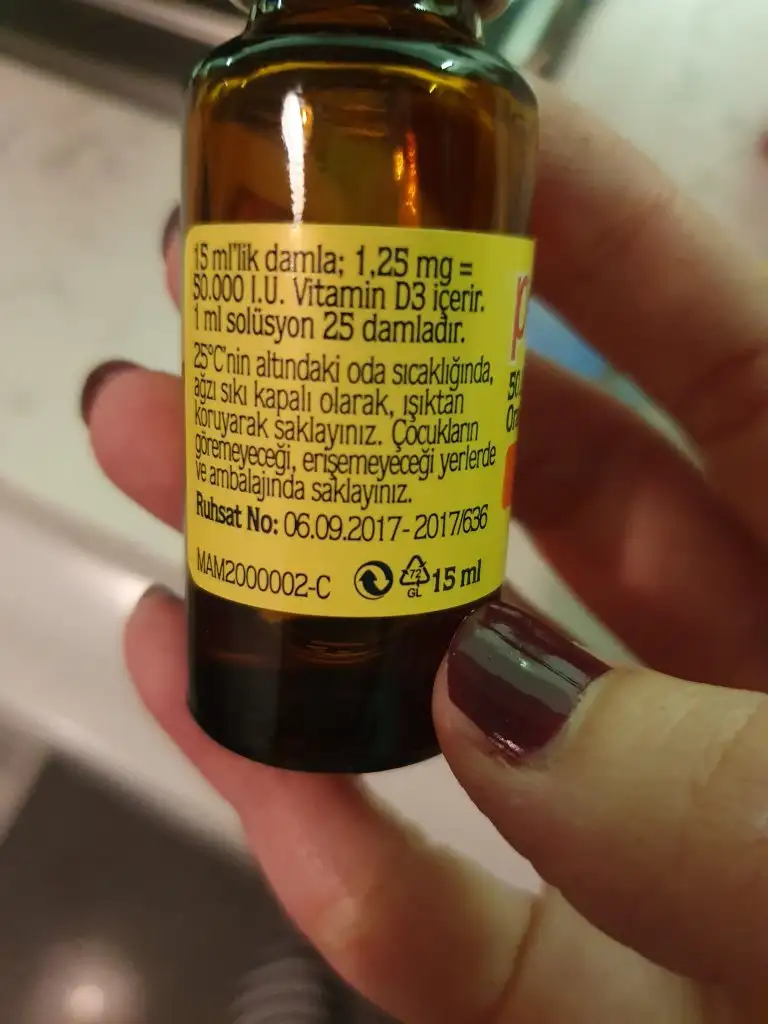 15 ml'lik damla; 1,25 mg =
50.000 I.U. Vitamin D3 içerir.
1 ml solüsyon 25 damladır.
25°C'nin altındaki oda sıcaklığında,
ağzı sıkı kapalı olarak, ışıktan
koruyarak saklayınız. Çocukların
göremeyeceği, erişemeyeceği yerlerde
ve ambalajında saklayınız.
Ruhsat No: 06.09.2017- 2017/636
MAM2000002-C
72
GL
15 ml